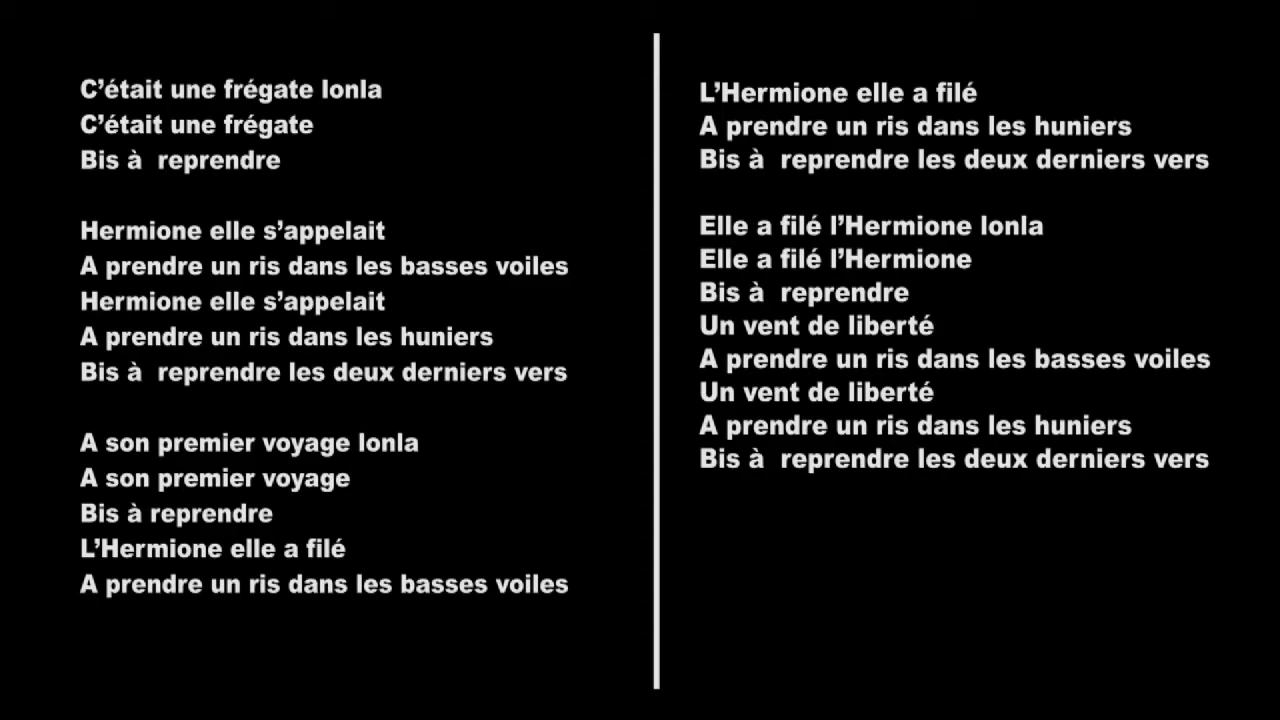 C’était une frégate lonla
C’était une frégate
Bis à  reprendre
Hermione elle s’appelait
A prendre un ris dans les basses voiles
Hermione elle s’appelait
A prendre un ris dans les huniers
Bis à  reprendre les deux derniers vers
A son premier voyage lonla
A son premier voyage
Bis à reprendre
L’Hermione elle a filé
A prendre un ris dans les basses voiles
L’Hermione elle a filé
A prendre un ris dans les huniers
Bis à  reprendre les deux derniers vers
Elle a filé l’Hermione lonla
Elle a filé l’Hermione
Bis à  reprendre
Un vent de liberté
A prendre un ris dans les basses voiles
Un vent de liberté
A prendre un ris dans les huniers
Bis à  reprendre les deux derniers vers